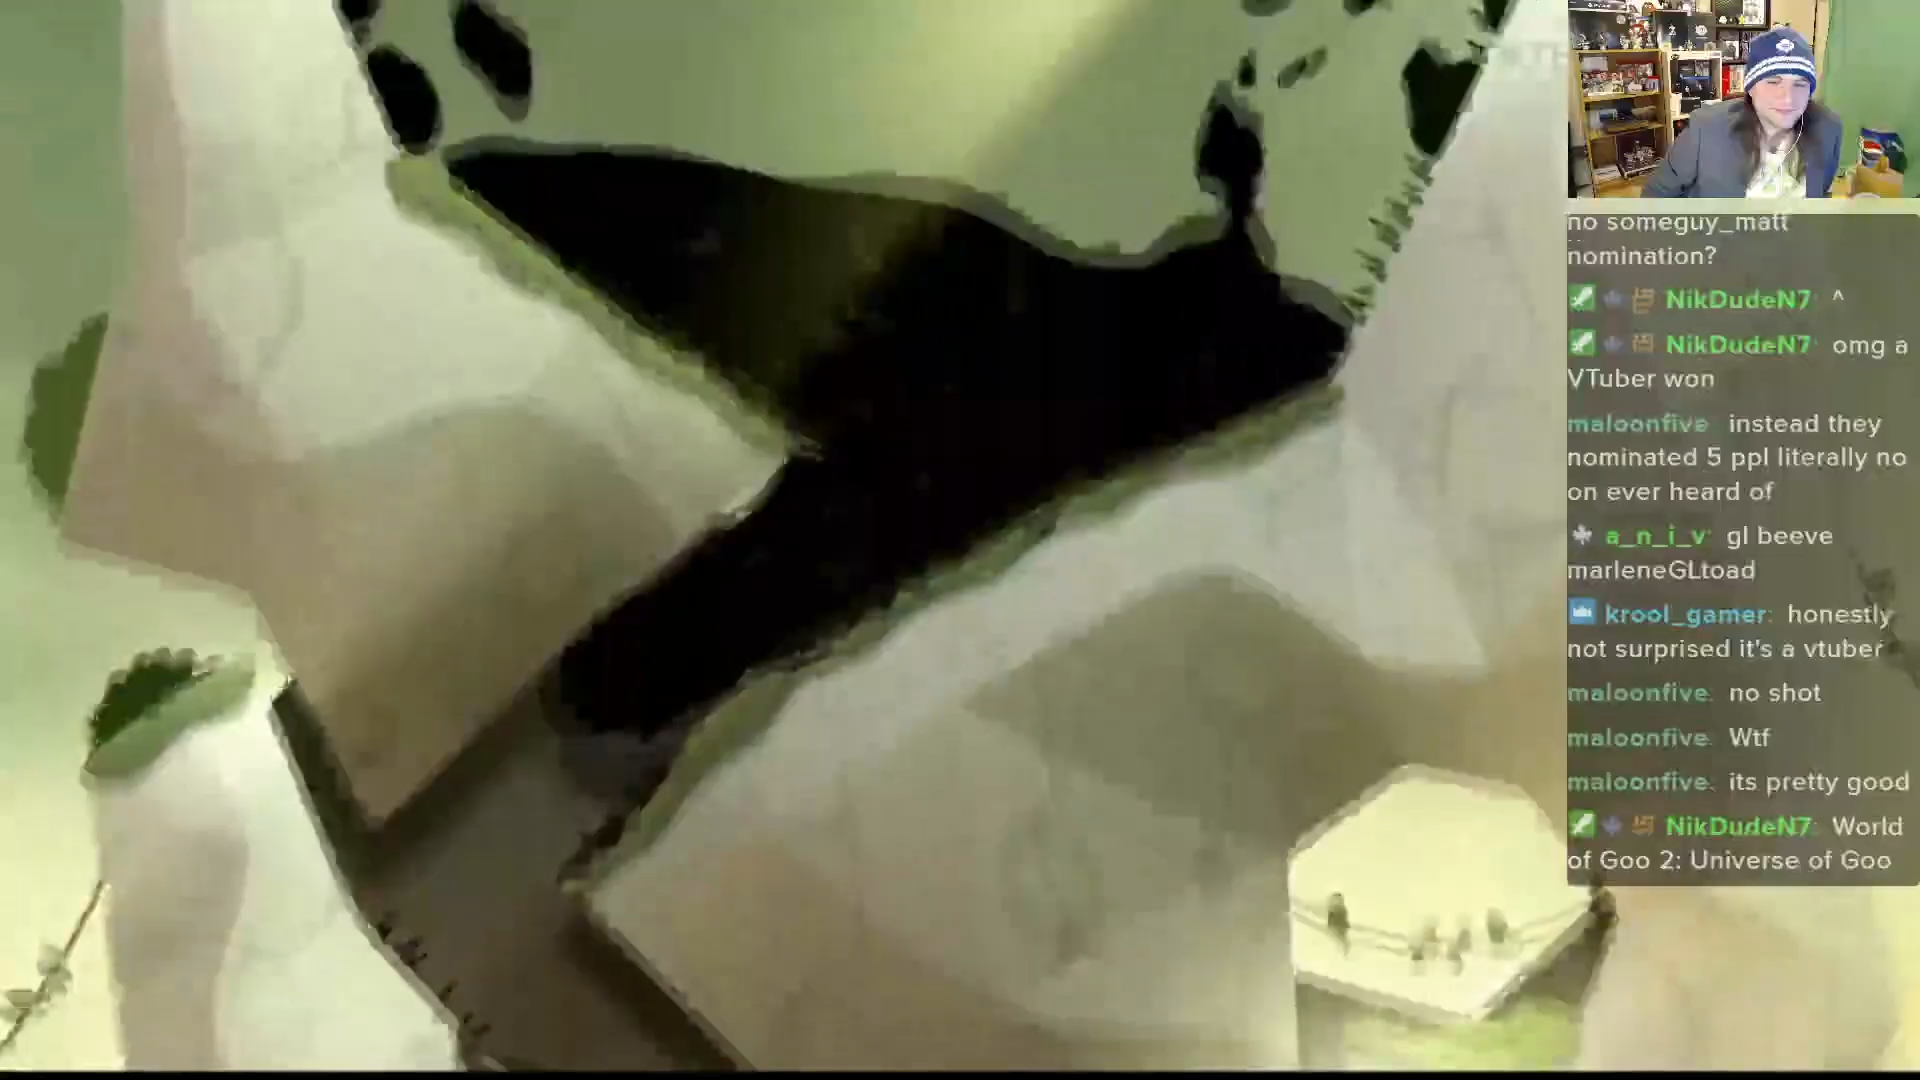 no someguy_matt
nomination?
NikDudeN7: ^
NikDudeN7: omg a
VTuber won
maloonfive: instead they
nominated 5 ppl literally no
on ever heard of
a_n_i_v: gl beeve
marleneGLtoad
krool_gamer: honestly
not surprised it's a vtuber
maloonfive: no shot
maloonfive: Wtf
maloonfive: its pretty good
NikDudeN7: World
of Goo 2: Universe of Goo